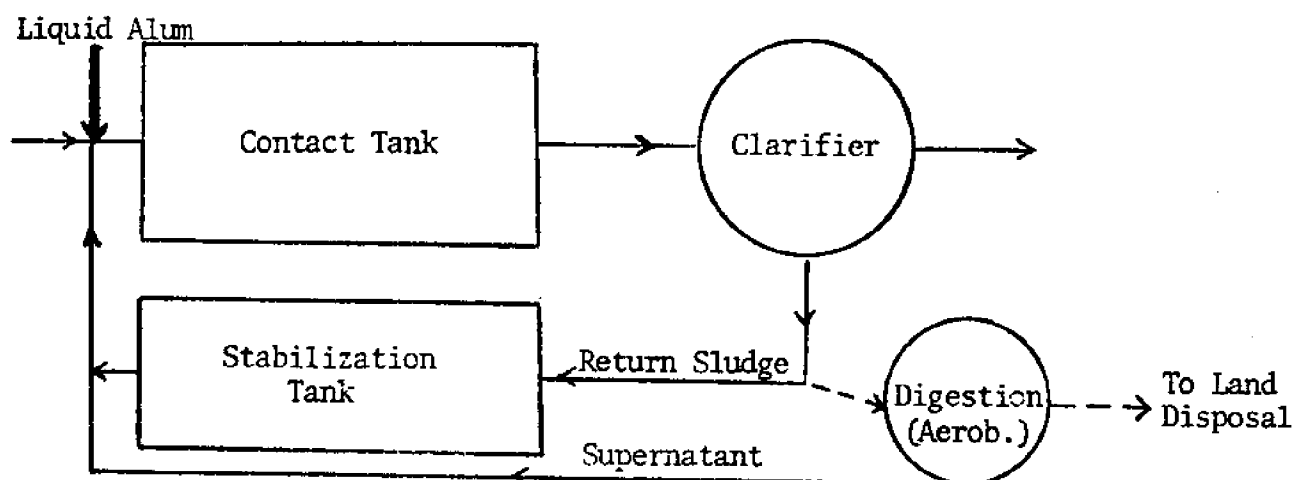 Liquid Alum
Contact Tank
Clarifier
Stabilization
Tank
Return Sludge
Digestion
(Aerob.)
To Land
Disposal
Supernatant